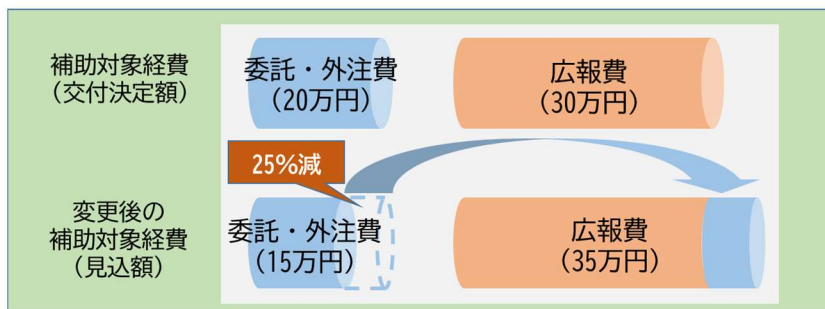 補助対象経費
（交付決定額）
委託・外注費
（20万円）
広報費
（30万円）
25%減
変更後の
補助対象経費
（見込額）
委託・外注費
（15万円）
広報費
（35万円）